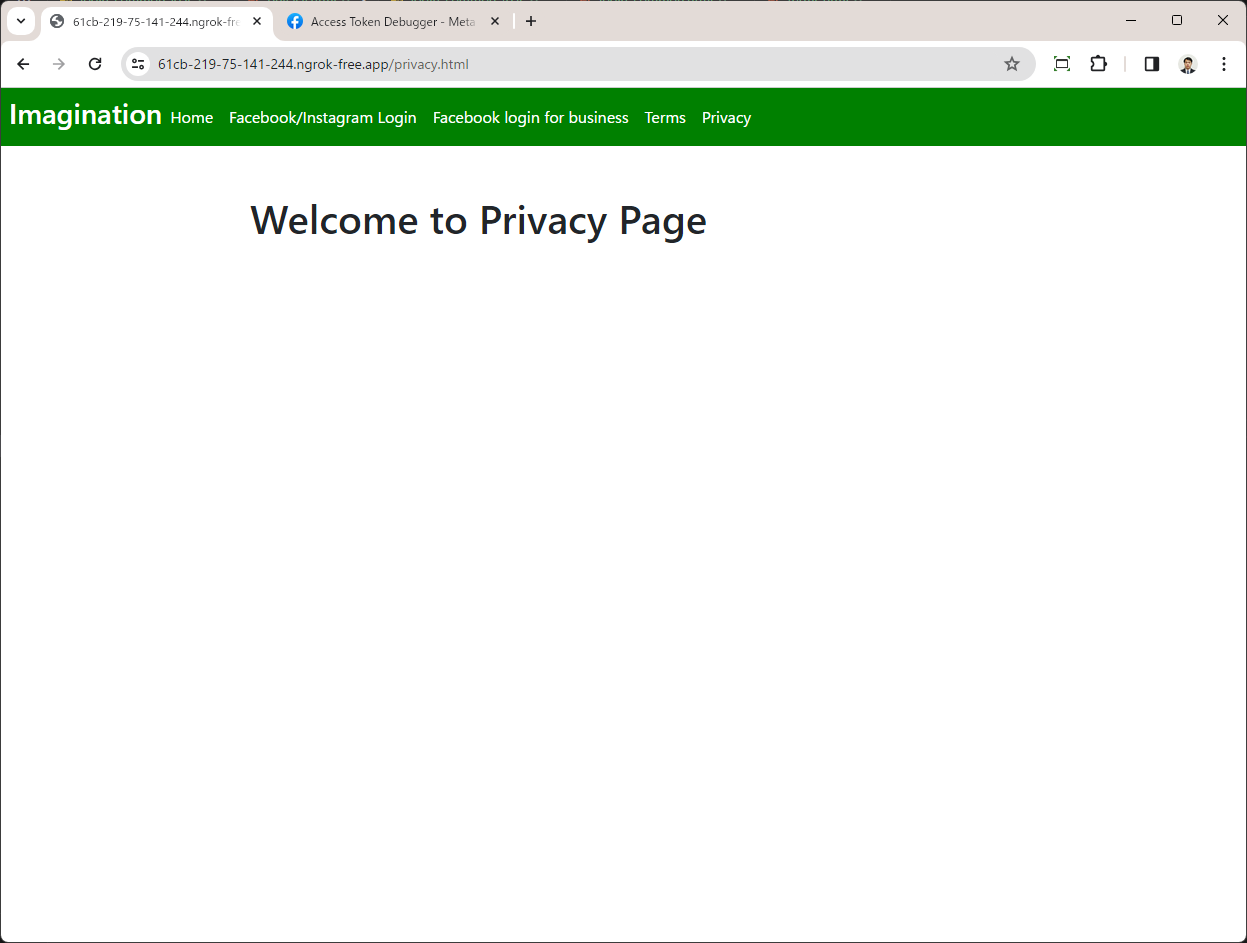 61cb-219-75-141-244.ngrok-fre
Access Token Debugger - Meta
61cb-219-75-141-244.ngrok-free.app/privacy.html
Imagination Home Facebook/Instagram Login Facebook login for business Terms Privacy
Welcome to Privacy Page